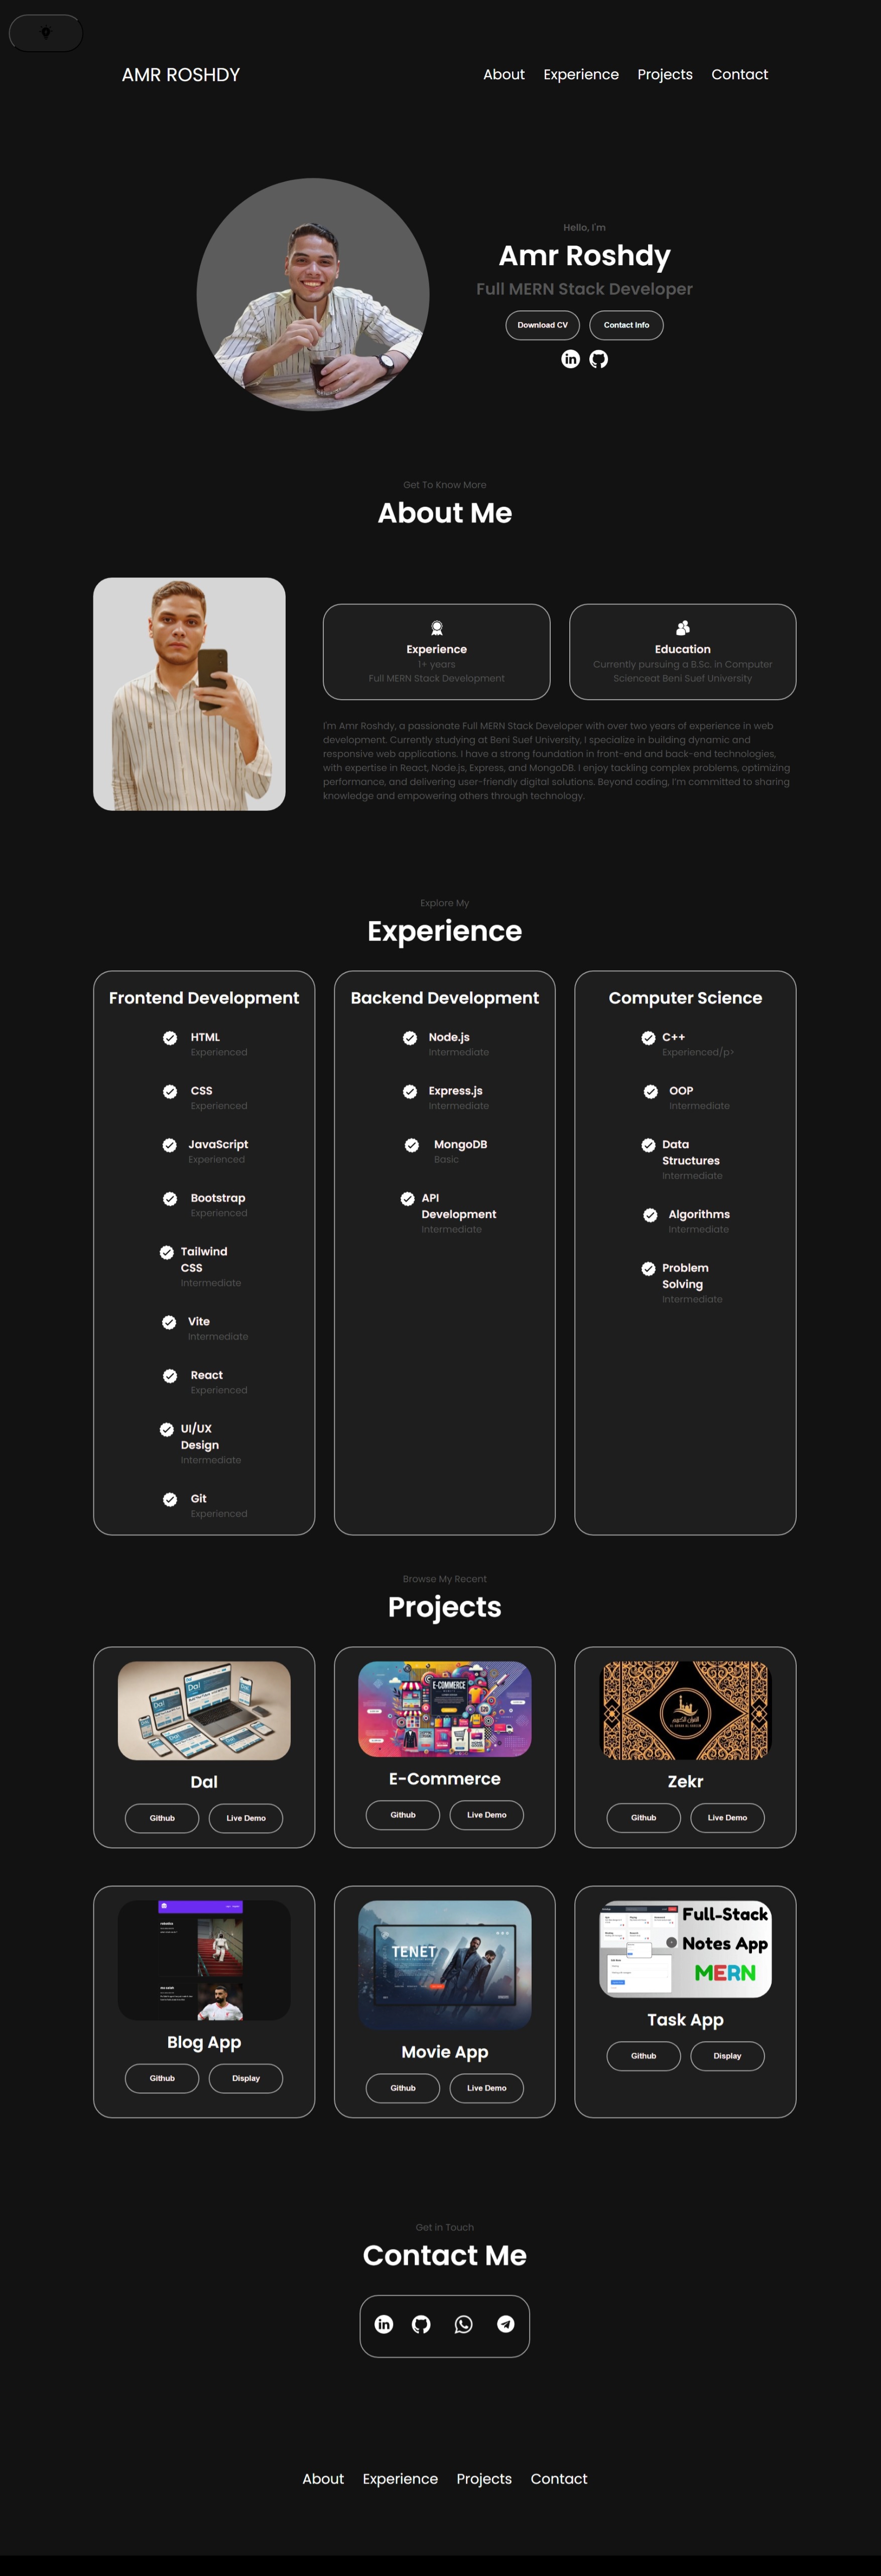 AMR ROSHDY
About Experience Projects Contact
Hello, I'm
Amr Roshdy
Full MERN Stack Developer
Download CV Contact Info
Get To Know More
About Me
Experience
1+ years
Full MERN Stack Development
Education
Currently pursuing a B.Sc. in Computer
Scienceat Beni Suef University
I'm Amr Roshdy, a passionate Full MERN Stack Developer with over two years of experience in web
development. Currently studying at Beni Suef University, I specialize in building dynamic and
responsive web applications. I have a strong foundation in front-end and back-end technologies,
with expertise in React, Node.js, Express, and MongoDB. I enjoy tackling complex problems, optimizing
performance, and delivering user-friendly digital solutions. Beyond coding, I'm committed to sharing
knowledge and empowering others through technology.
Explore My
Experience
Frontend Development
HTML
Experienced
CSS
Experienced
JavaScript
Experienced
Bootstrap
Experienced
Tailwind
CSS
Intermediate
Vite
Intermediate
React
Experienced
UI/UX
Design
Intermediate
Git
Experienced
Backend Development
Node.js
Intermediate
Express.js
Intermediate
MongoDB
Basic
API
Development
Intermediate
Computer Science
C++
Experienced/p>
OOP
Intermediate
Data
Structures
Intermediate
Algorithms
Intermediate
Problem
Solving
Intermediate
Browse My Recent
Projects
Dal
Dal
Dal
Dal
Github Live Demo
E-COMMERCE
E-Commerce
Github Live Demo
القرآن الكريم
Zekr
Github Live Demo
Blog App
Github Display
TENET
Movie App
Github Live Demo
Full-Stack
Notes App
MERN
Task App
Github Display
Get in Touch
Contact Me
About Experience Projects Contact